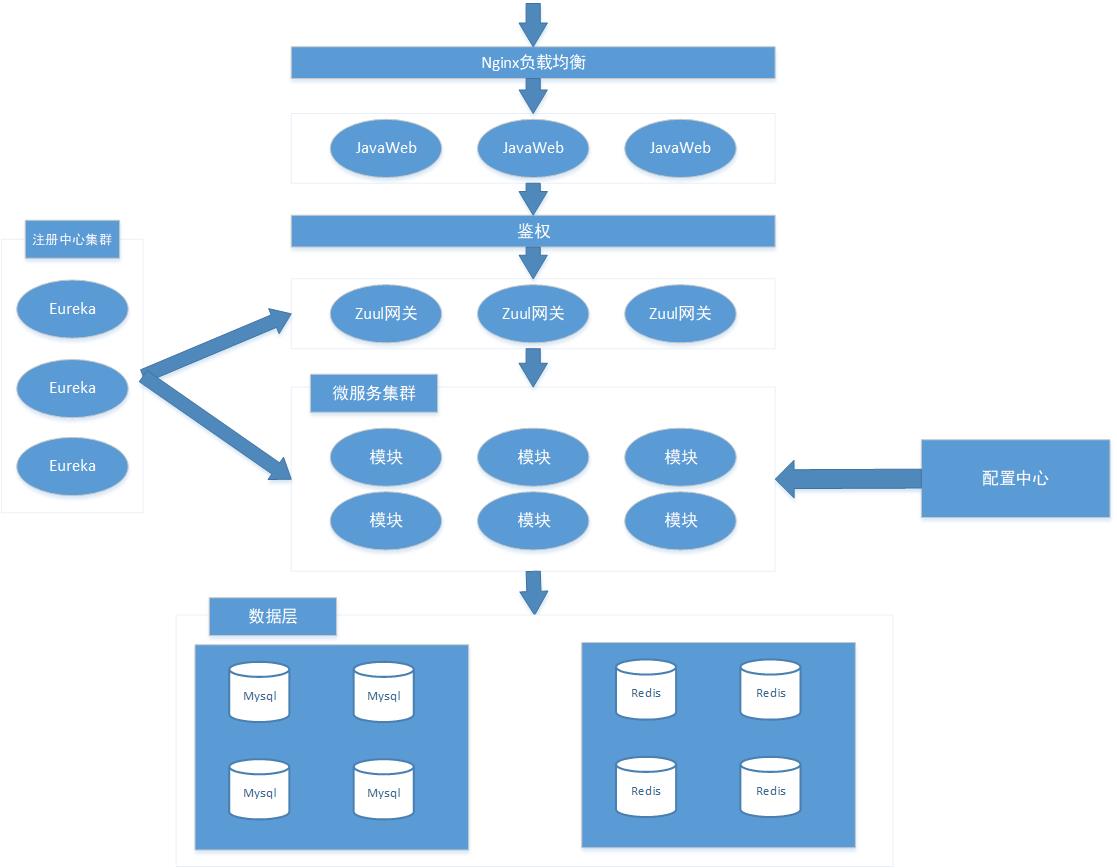 Nginx负载均衡
JavaWeb JavaWeb JavaWeb
鉴权
注册中心集群
Eureka
Eureka
Eureka
Zuul网关 Zuul网关 Zuul网关
微服务集群
模块 模块 模块
模块 模块 模块
配置中心
数据层
Mysql Mysql
Mysql Mysql
Redis Redis
Redis Redis